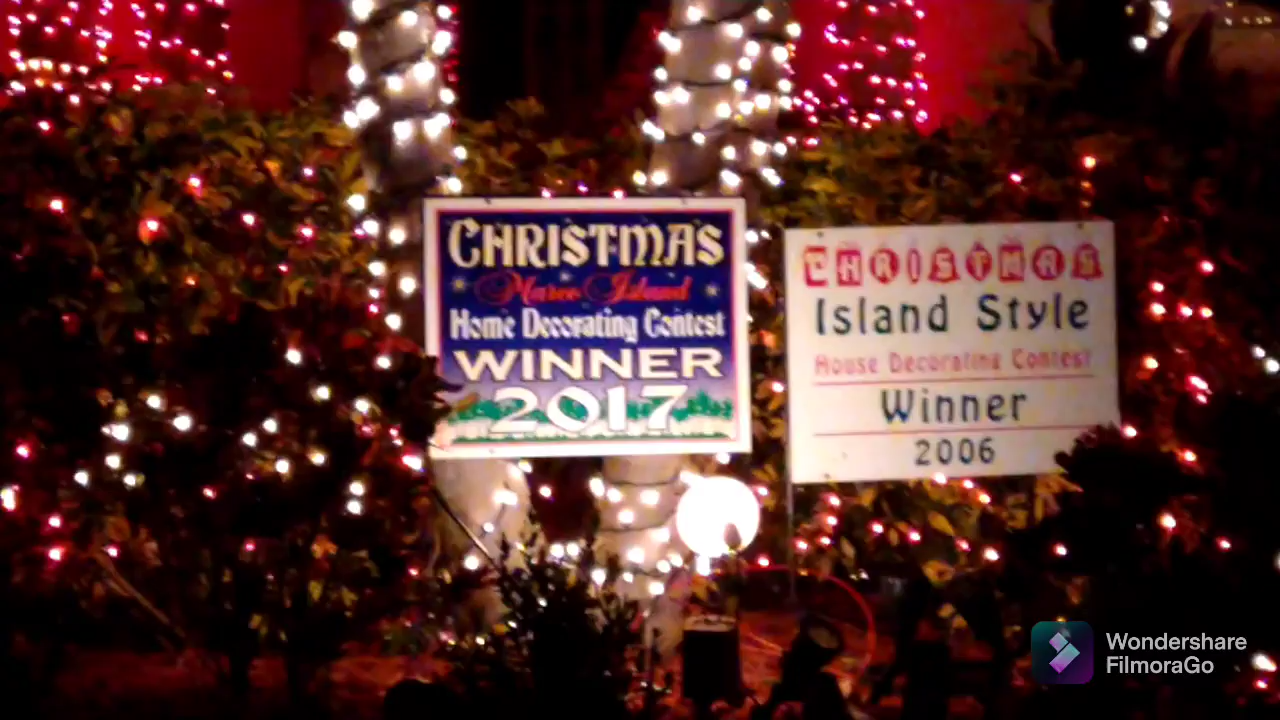 CHRISTMAS
Marco Island
Home Decorating Contest
WINNER
2017
CHRISTMAS
Island Style
House Decorating Contest
Winner
2006
Wondershare
FilmoraGo